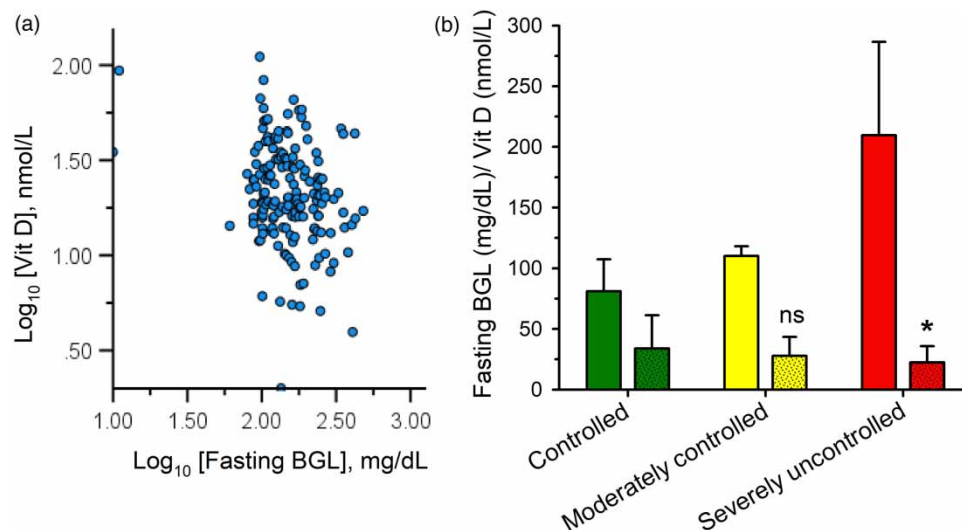 (a)
Log10 [Vit D], nmol/L
2.00
1.50
1.00
.50
1.00 1.50 2.00 2.50 3.00
Log10 [Fasting BGL], mg/dL
(b)
Fasting BGL (mg/dL)/ Vit D (nmol/L)
300
250
200
150
100
50
0
ns
*
Controlled
Moderately controlled
Severely uncontrolled